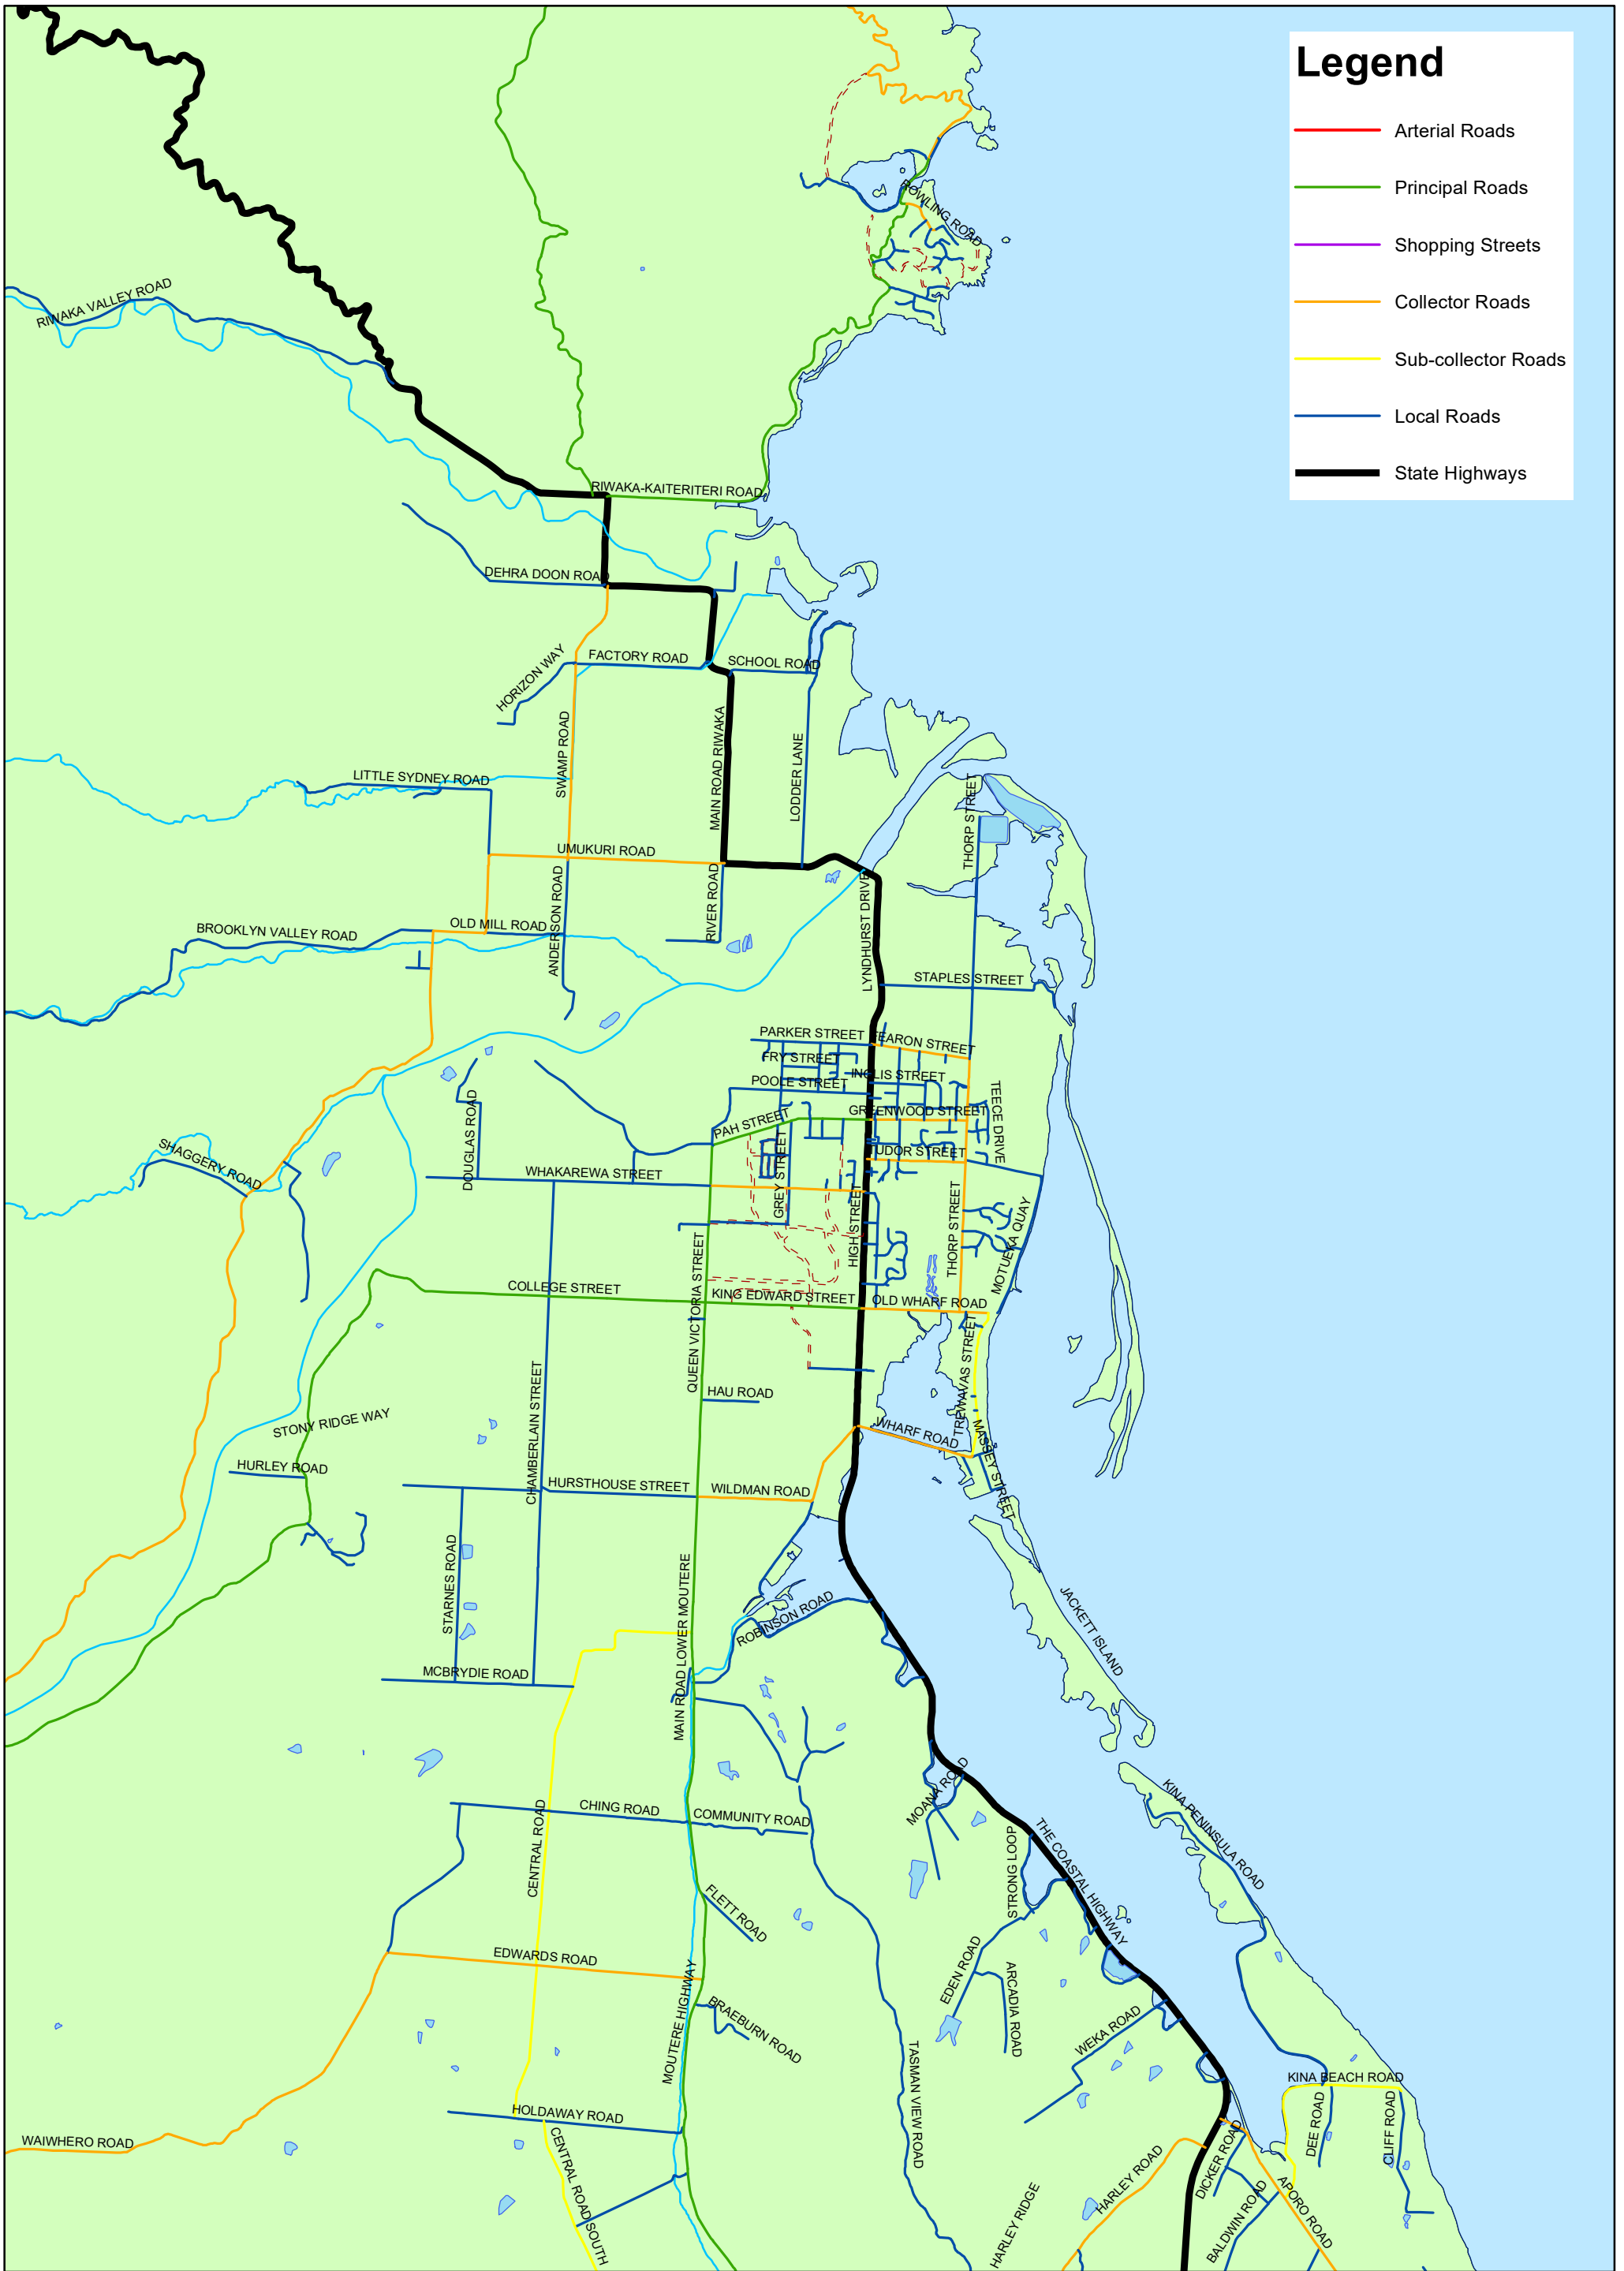 Legend
Arterial Roads
Principal Roads
Shopping Streets
Collector Roads
Sub-collector Roads
Local Roads
State Highways
ROWLING ROAD
RIWAKA VALLEY ROAD
RIWAKA-KAITERITERI ROAD
DEHRA DOON ROAD
HORIZON WAY
FACTORY ROAD
SCHOOL ROAD
SWAMP ROAD
MAIN ROAD RIWAKA
LODDER LANE
LITTLE SYDNEY ROAD
THORP STREET
UMUKURI ROAD
ANDERSON ROAD
RIVER ROAD
LYNDHURST DRIVE
BROOKLYN VALLEY ROAD
OLD MILL ROAD
STAPLES STREET
PARKER STREET
FEARON STREET
FRY STREET
INGLIS STREET
POOLE STREET
TEECE DRIVE
GREENWOOD STREET
PAH STREET
DOUGLAS ROAD
SHAGGERY ROAD
WHAKAREWA STREET
GREY STREET
TUDOR STREET
HIGH STREET
THORP STREET
MOTUEKA QUAY
QUEEN VICTORIA STREET
COLLEGE STREET
KING EDWARD STREET
OLD WHARF ROAD
CHAMBERLAIN STREET
HAU ROAD
TREWAVAS STREET
STONY RIDGE WAY
WHARF ROAD
MASSEY STREET
HURLEY ROAD
HURSTHOUSE STREET
WILDMAN ROAD
STARNES ROAD
MAIN ROAD LOWER MOUTERE
ROBINSON ROAD
JACKETT ISLAND
MCBRYDIE ROAD
MOANA ROAD
KINA PENINSULA ROAD
CHING ROAD
COMMUNITY ROAD
CENTRAL ROAD
STRONG LOOP
THE COASTAL HIGHWAY
FLETT ROAD
EDWARDS ROAD
EDEN ROAD
ARCADIA ROAD
MOUTERE HIGHWAY
BRAEBURN ROAD
WEKA ROAD
TASMAN VIEW ROAD
KINA BEACH ROAD
DEE ROAD
CLIFF ROAD
HOLDAWAY ROAD
WAIWHERO ROAD
CENTRAL ROAD SOUTH
HARLEY ROAD
DICKER ROAD
HARLEY RIDGE
BALDWIN ROAD
APORO ROAD